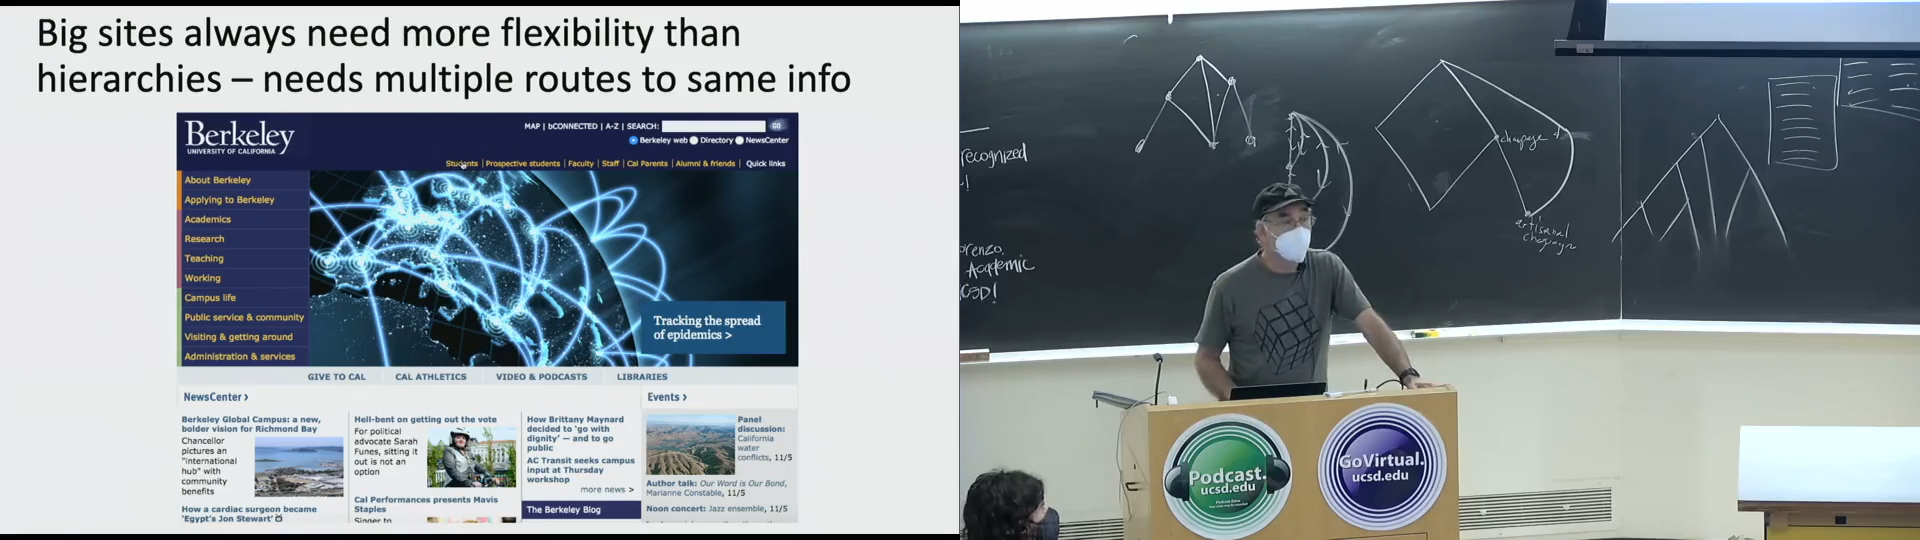 Big sites always need more flexibility than
hierarchies – needs multiple routes to same info
Berkeley
UNIVERSITY OF CALIFORNIA
MAP | bCONNECTED | A-Z | SEARCH:
GO
Berkeley web Directory NewsCenter
Students | Prospective students | Faculty | Staff | Cal Parents | Alumni & friends | Quick links
About Berkeley
Applying to Berkeley
Academics
Research
Teaching
Working
Campus life
Public service & community
Visiting & getting around
Administration & services
Tracking the spread
of epidemics >
GIVE TO CAL CAL ATHLETICS VIDEO & PODCASTS LIBRARIES
NewsCenter >
Berkeley Global Campus: a new,
bolder vision for Richmond Bay
Chancellor
pictures an
"international
hub" with
community
benefits
How a cardiac surgeon became
'Egypt's Jon Stewart'
Hell-bent on getting out the vote
For political
advocate Sarah
Funes, sitting it
out is not an
option
Cal Performances presents Mavis
Staples
Singer to
How Brittany Maynard
decided to 'go with
dignity' — and to go
public
AC Transit seeks campus
input at Thursday
workshop
more news >
The Berkeley Blog
Events >
Panel
discussion:
California
water
conflicts, 11/5
Author talk: Our Word is Our Bond,
Marianne Constable, 11/5
Noon concert: Jazz ensemble, 11/5
recognized
orenzo.
Academic
CSD!
artisanal
Podcast.
ucsd.edu
GoVirtual.
ucsd.edu